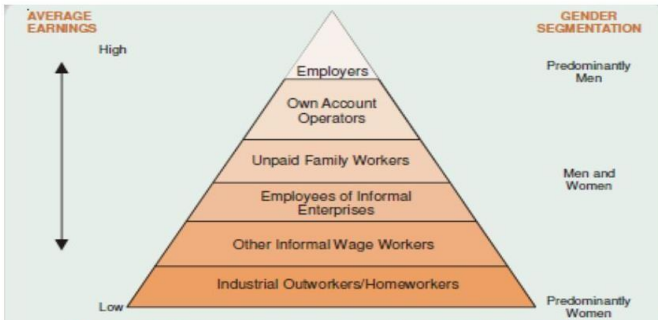 AVERAGE
EARNINGS
GENDER
SEGMENTATION
High
Employers
Predominantly
Men
Own Account
Operators
Unpaid Family Workers
Men and
Women
Employees of Informal
Enterprises
Other Informal Wage Workers
Industrial Outworkers/Homeworkers
Low
Predominantly
Women